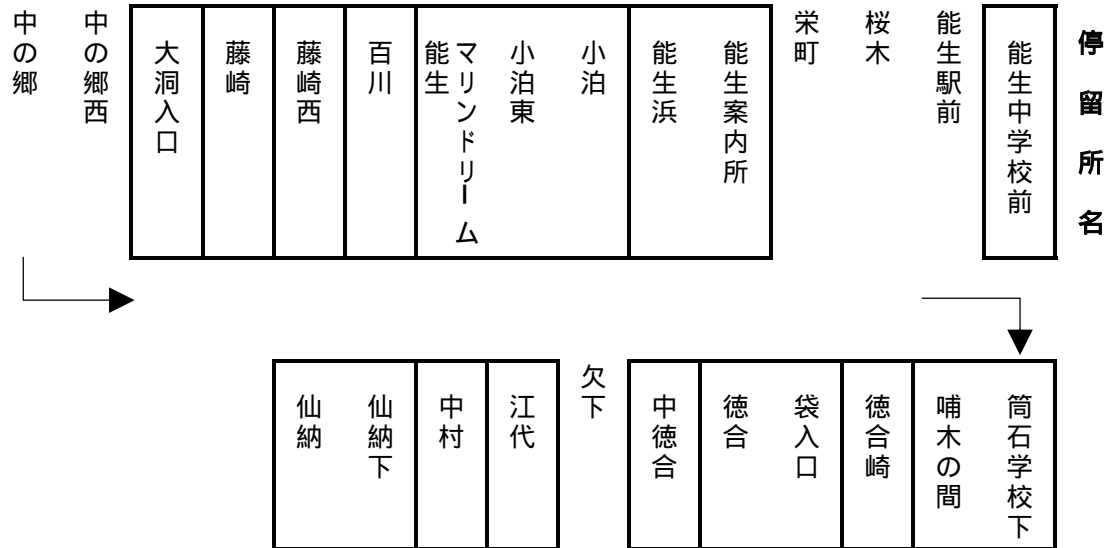 停留所名
能生中学校前
能生駅前
桜木
栄町
能生案内所
能生浜
小泊
小泊東
マリンドリーム
能生
百川
藤崎西
藤崎
大洞入口
中の郷西
中の郷
筒石学校下
哺木の間
徳合崎
袋入口
徳合
中徳合
欠下
江代
中村
仙納下
仙納